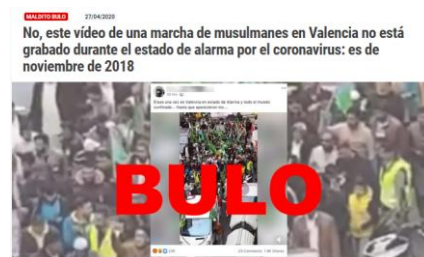 MALDITO BULO 27/04/2020
No, este vídeo de una marcha de musulmanes en Valencia no está
grabado durante el estado de alarma por el coronavirus: es de
noviembre de 2018
BULO